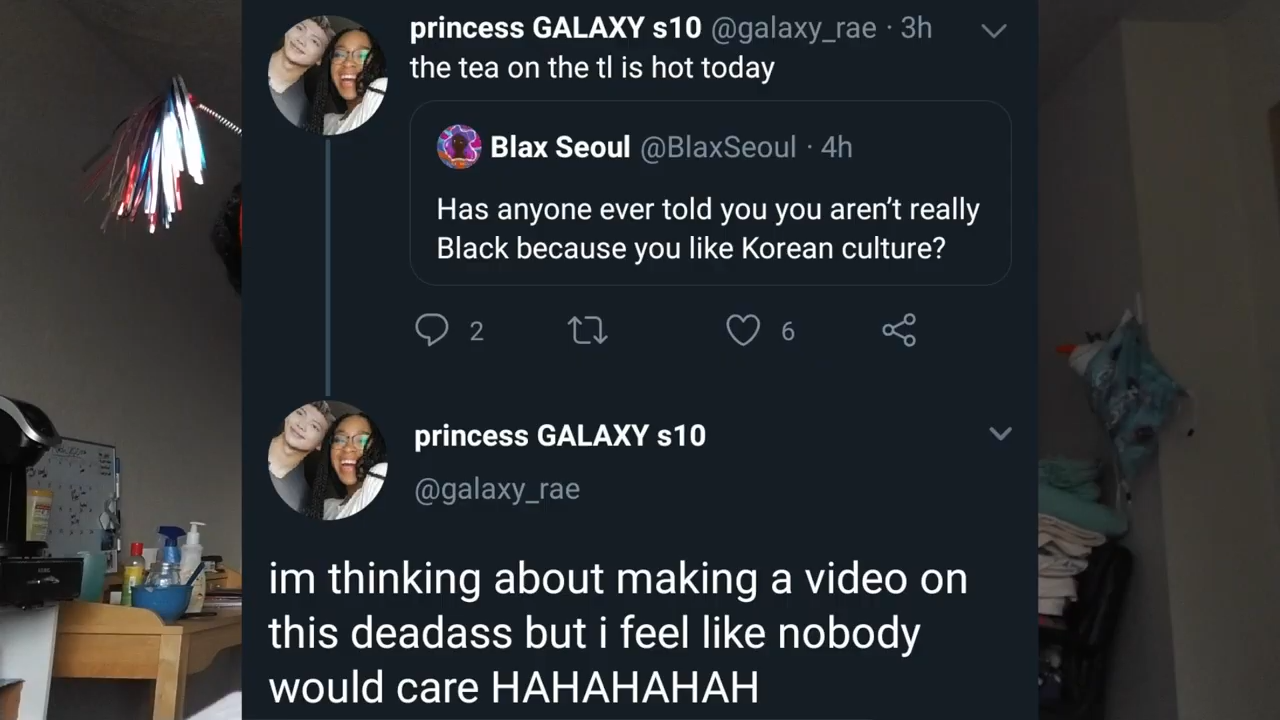 princess GALAXY s10 @galaxy_rae · 3h
the tea on the tl is hot today
Blax Seoul @BlaxSeoul · 4h
Has anyone ever told you you aren't really
Black because you like Korean culture?
2 6
princess GALAXY s10
@galaxy_rae
im thinking about making a video on
this deadass but i feel like nobody
would care HAHAHAHAH